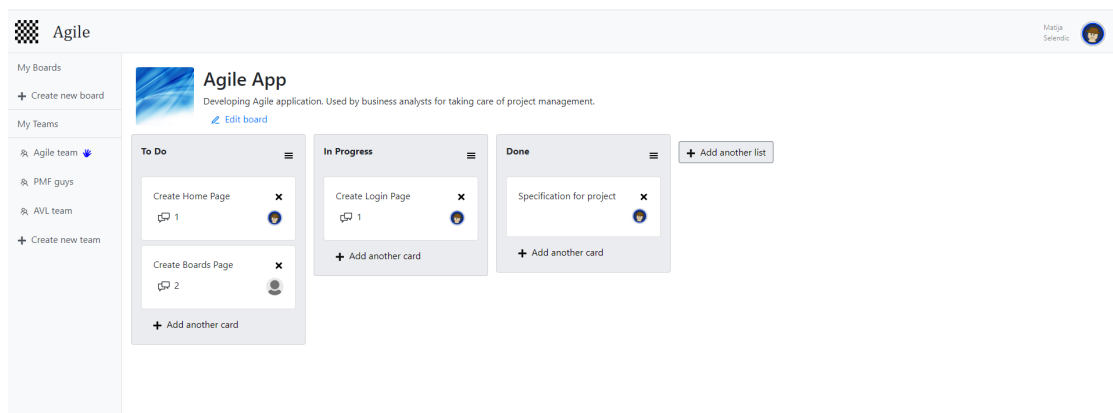 Agile
Matija
Selendic
My Boards
Create new board
My Teams
Agile team
PMF guys
AVL team
Create new team
Agile App
Developing Agile application. Used by business analysts for taking care of project management.
Edit board
To Do
Create Home Page
1
Create Boards Page
2
Add another card
In Progress
Create Login Page
1
Add another card
Done
Specification for project
Add another card
Add another list